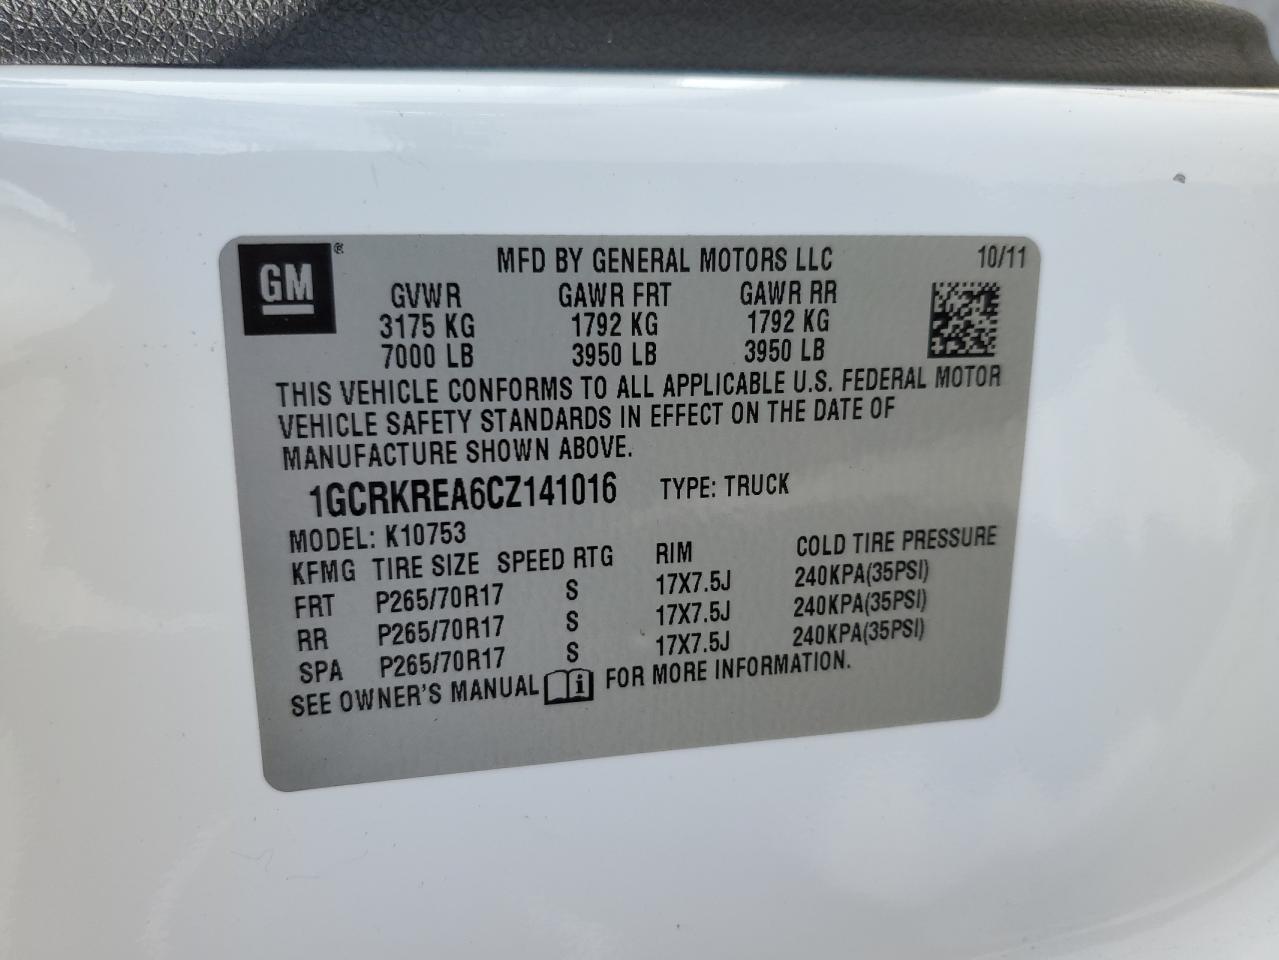 GM®
MFD BY GENERAL MOTORS LLC 10/11
GVWR GAWR FRT GAWR RR
3175 KG 1792 KG 1792 KG
7000 LB 3950 LB 3950 LB
THIS VEHICLE CONFORMS TO ALL APPLICABLE U.S. FEDERAL MOTOR
VEHICLE SAFETY STANDARDS IN EFFECT ON THE DATE OF
MANUFACTURE SHOWN ABOVE.
1GCRKREA6CZ141016 TYPE: TRUCK
MODEL: K10753
KFMG TIRE SIZE SPEED RTG RIM COLD TIRE PRESSURE
FRT P265/70R17 S 17X7.5J 240KPA(35PSI)
RR P265/70R17 S 17X7.5J 240KPA(35PSI)
SPA P265/70R17 S 17X7.5J 240KPA(35PSI)
SEE OWNER'S MANUAL i FOR MORE INFORMATION.